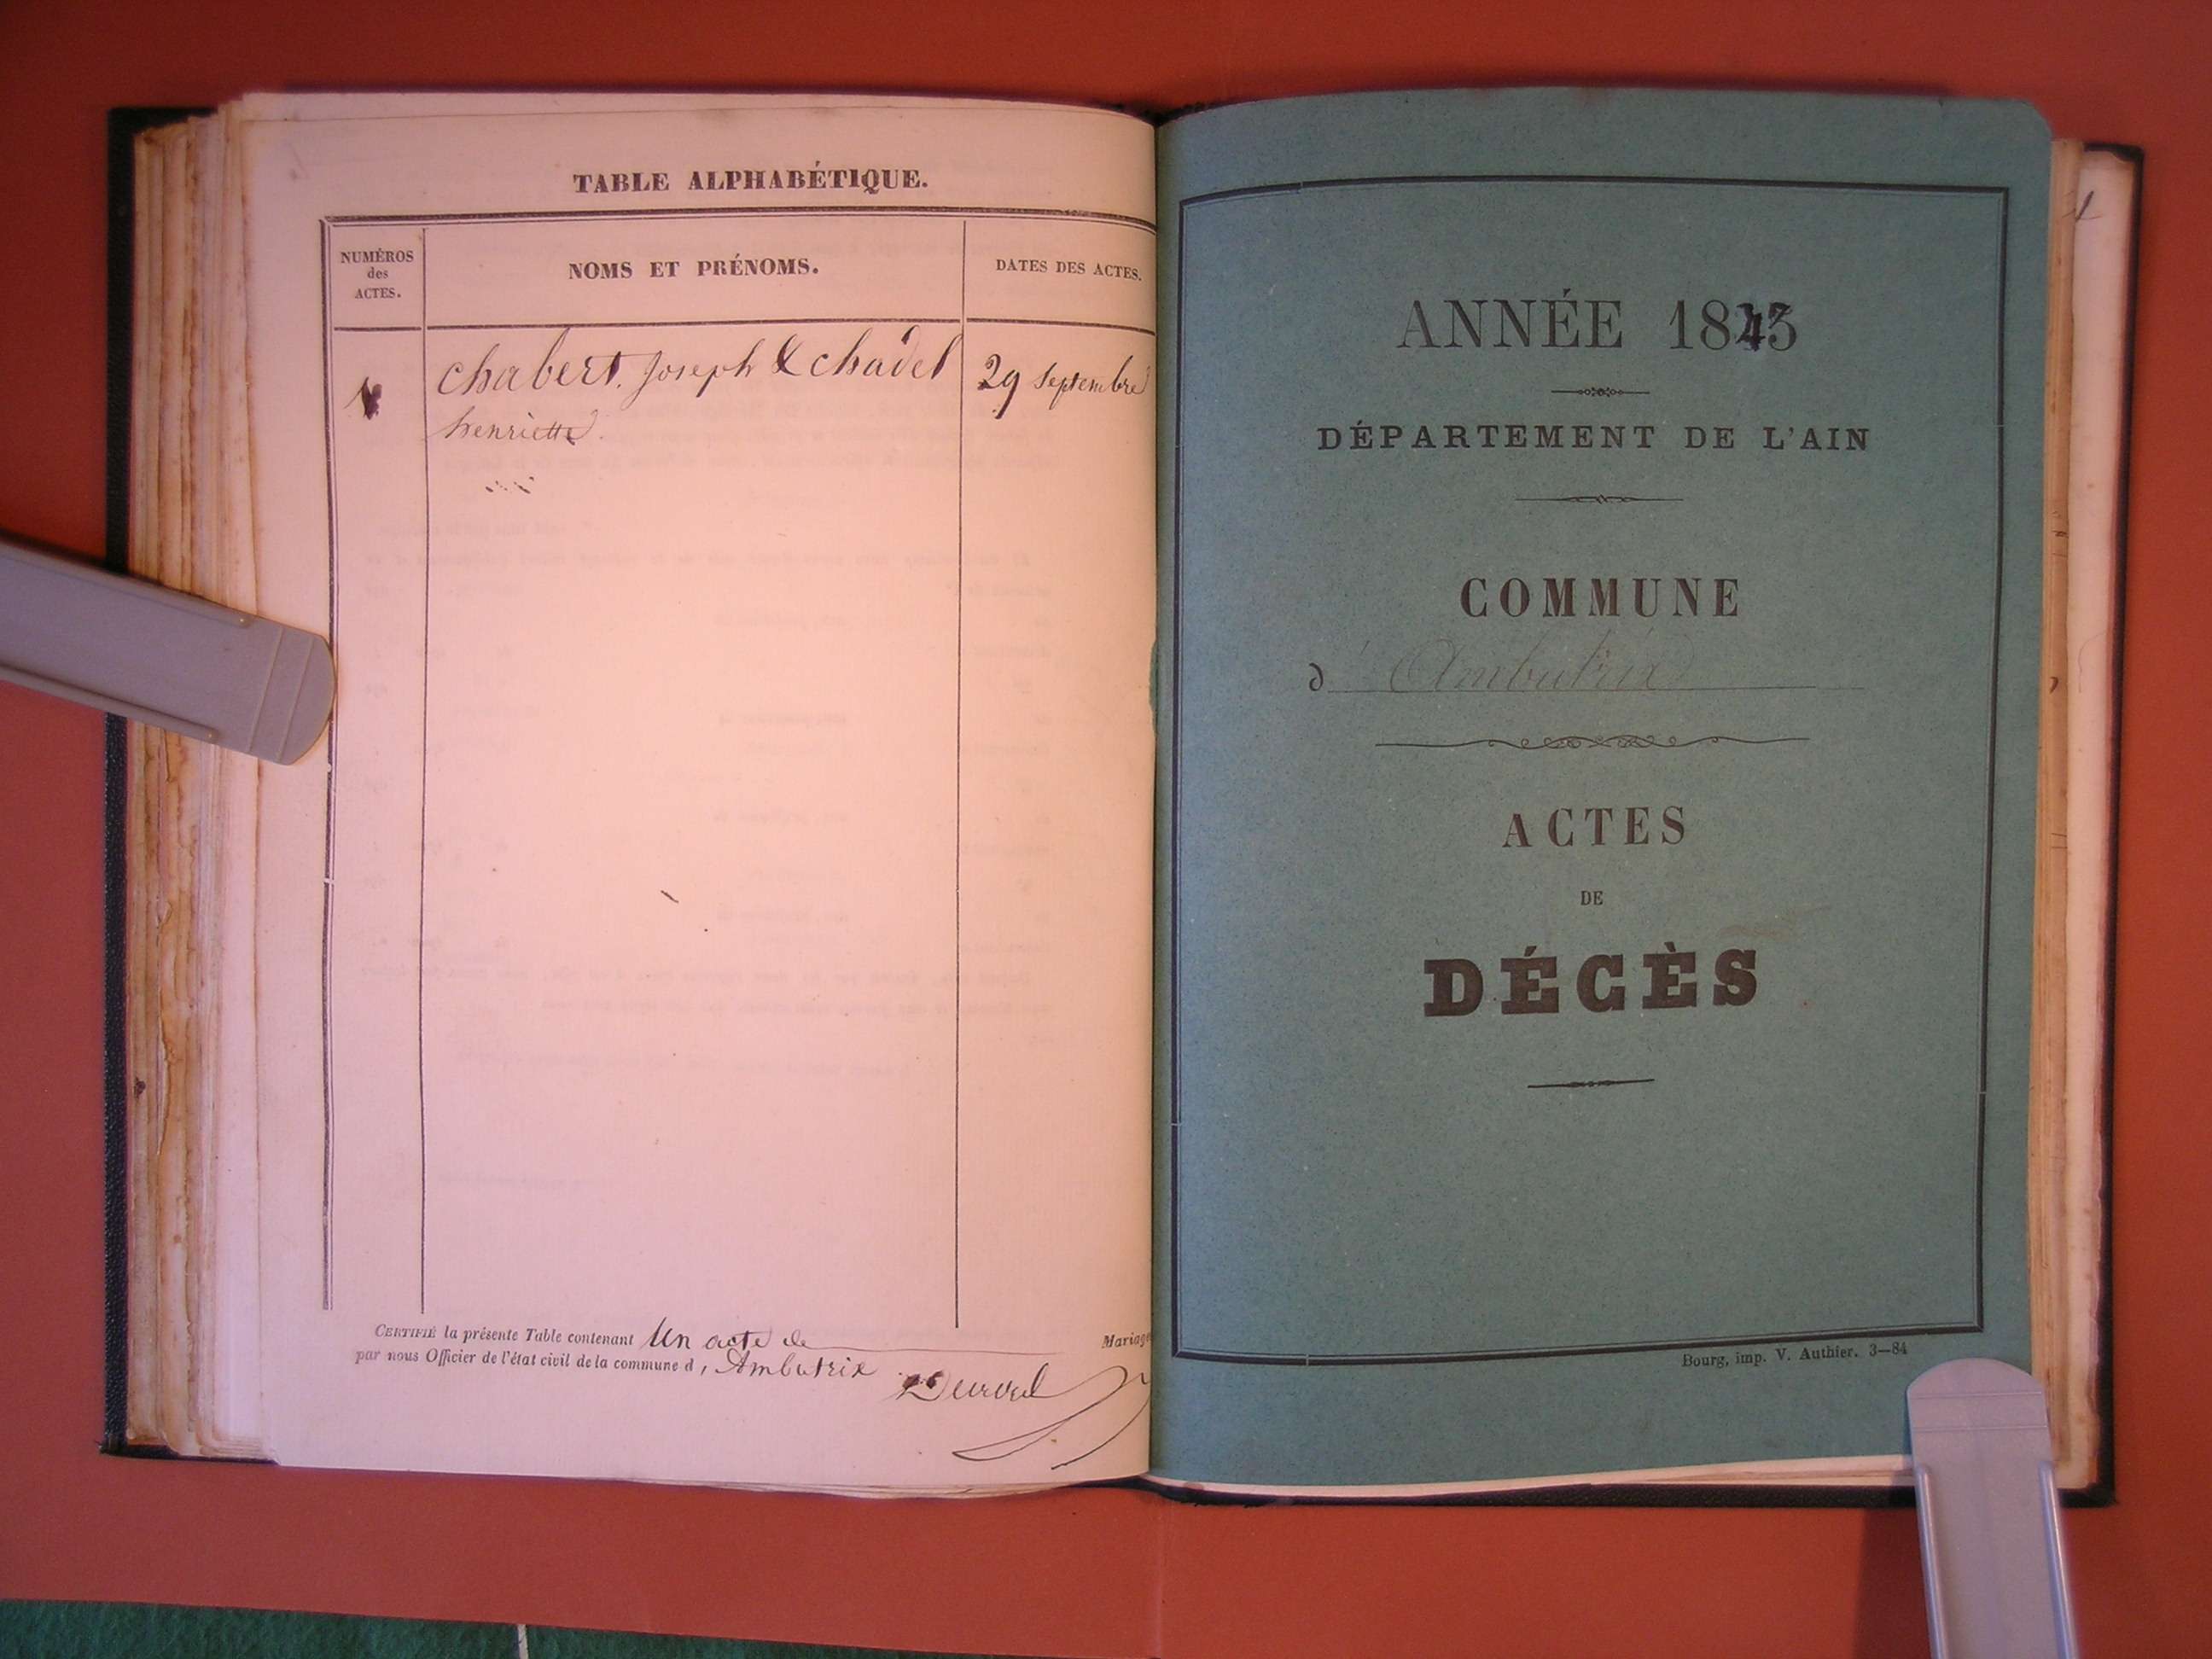 TABLE ALPHABÉTIQUE.
NUMÉROS
des
ACTES.
NOMS ET PRÉNOMS.
DATES DES ACTES.
Chabert Joseph & Chadel
henriette.
29 Septembre
CERTIFIÉ la présente Table contenant Un acte de Mariage
par nous Officier de l'état civil de la commune d'Ambutrix
ANNÉE 1843
DÉPARTEMENT DE L'AIN
COMMUNE
d'Ambutrix
ACTES
DE
DÉCÈS
Bourg, imp. V. Authier. 3—84